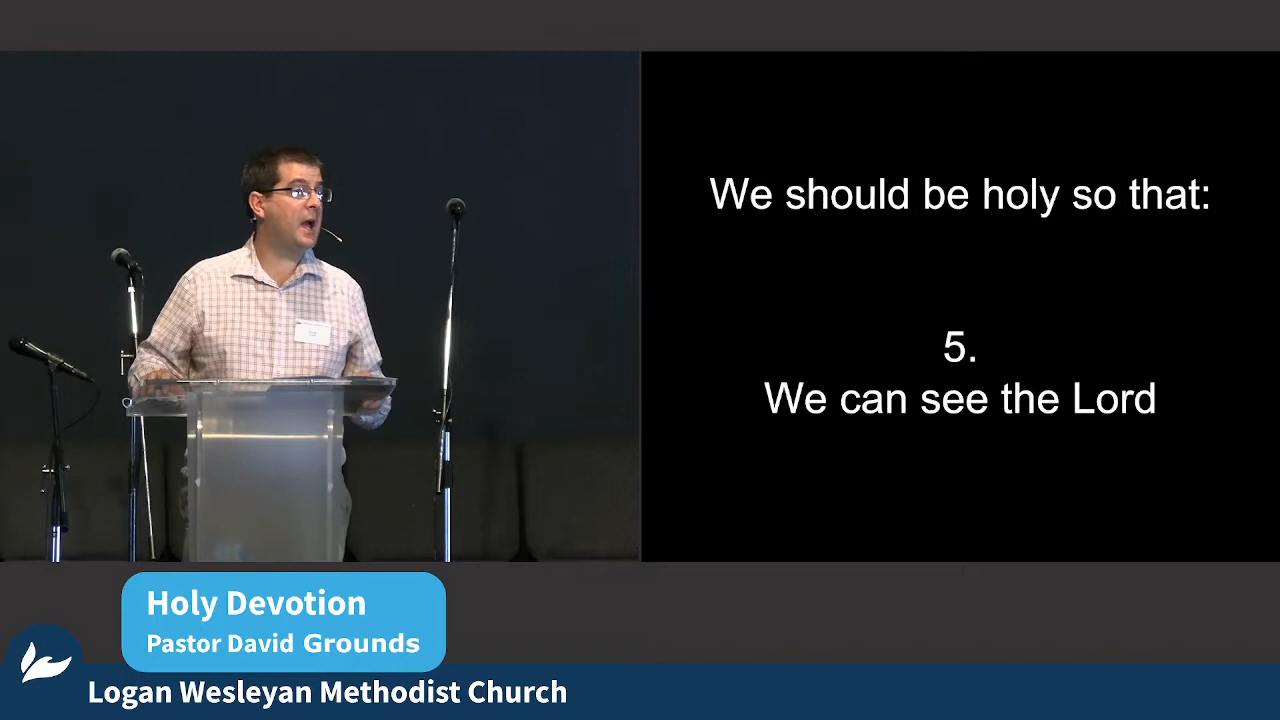 We should be holy so that:
5.
We can see the Lord
Holy Devotion
Pastor David Grounds
Logan Wesleyan Methodist Church